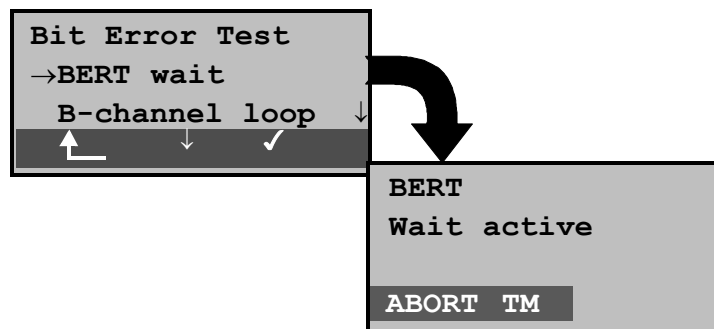 Bit Error Test
→BERT wait
B-channel loop ↓
↓ ✓
BERT
Wait active
ABORT TM